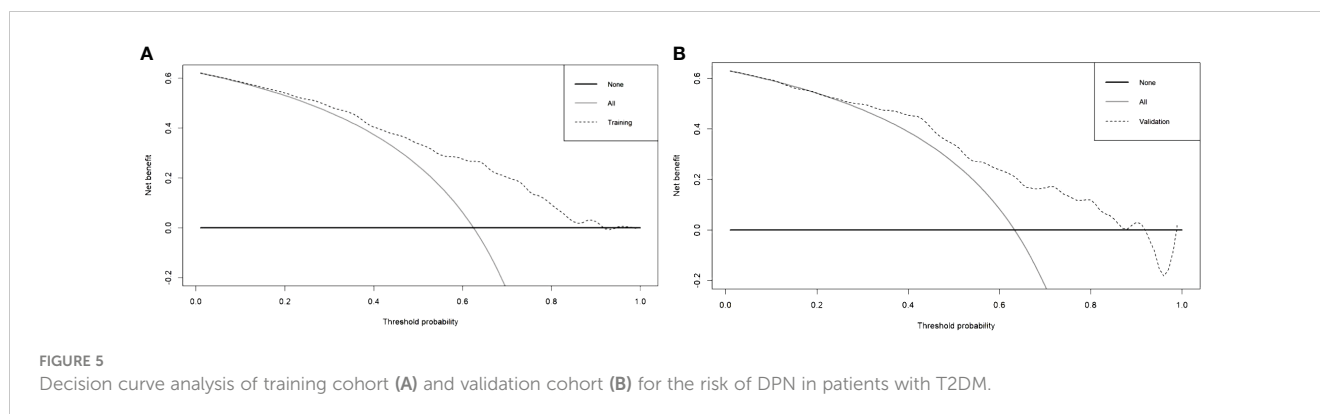 A
B
0.6
0.4
0.2
0.0
-0.2
Net benefit
None
All
Training
0.0 0.2 0.4 0.6 0.8 1.0
Threshold probability
0.6
0.4
0.2
0.0
-0.2
Net benefit
None
All
Validation
0.0 0.2 0.4 0.6 0.8 1.0
Threshold probability
FIGURE 5
Decision curve analysis of training cohort (A) and validation cohort (B) for the risk of DPN in patients with T2DM.